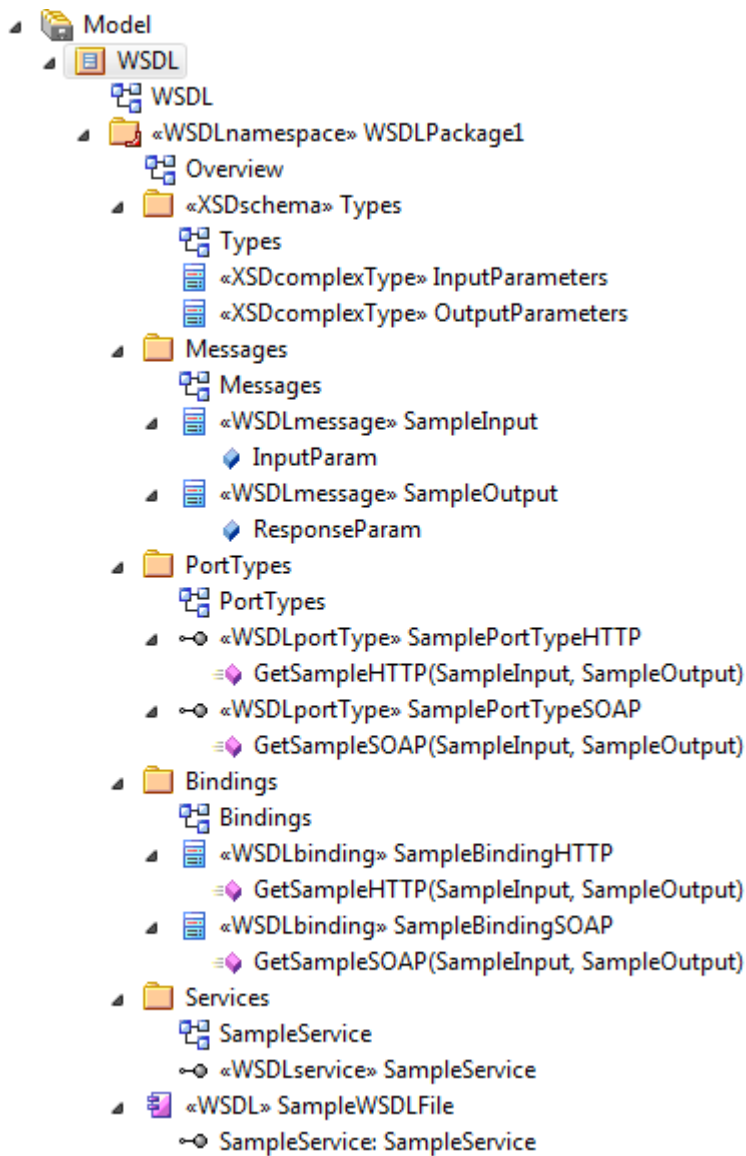 Model
WSDL
WSDL
«WSDLnamespace» WSDLPackage1
Overview
«XSDschema» Types
Types
«XSDcomplexType» InputParameters
«XSDcomplexType» OutputParameters
Messages
Messages
«WSDLmessage» SampleInput
InputParam
«WSDLmessage» SampleOutput
ResponseParam
PortTypes
PortTypes
«WSDLportType» SamplePortTypeHTTP
GetSampleHTTP(SampleInput, SampleOutput)
«WSDLportType» SamplePortTypeSOAP
GetSampleSOAP(SampleInput, SampleOutput)
Bindings
Bindings
«WSDLbinding» SampleBindingHTTP
GetSampleHTTP(SampleInput, SampleOutput)
«WSDLbinding» SampleBindingSOAP
GetSampleSOAP(SampleInput, SampleOutput)
Services
SampleService
«WSDLservice» SampleService
«WSDL» SampleWSDLFile
SampleService: SampleService